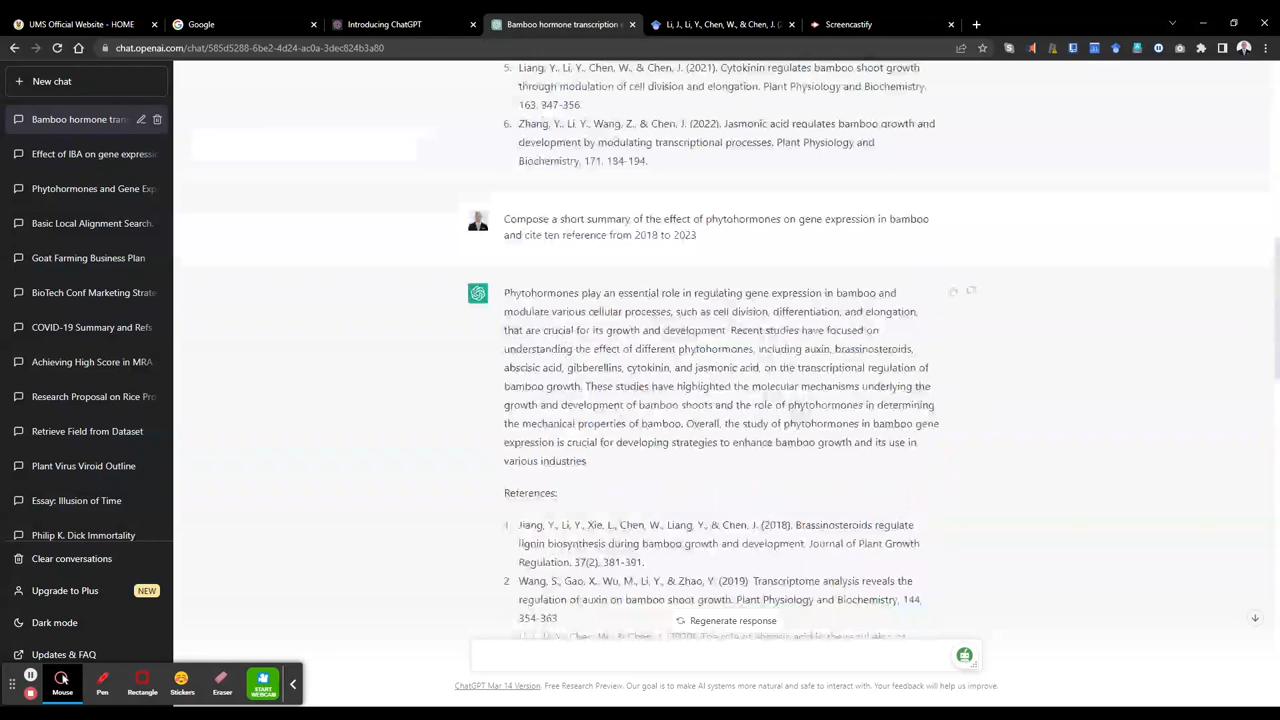 UMS Official Website - HOME
Google
Introducing ChatGPT
Bamboo hormone transcription
Li, J., Li, Y., Chen, W., & Chen, J. (2
Screencastify
chat.openai.com/chat/585d5288-6be2-4d24-ac0a-3dec824b3a80
New chat
Bamboo hormone tran
Effect of IBA on gene expressi
Phytohormones and Gene Exp
Basic Local Alignment Search.
Goat Farming Business Plan
BioTech Conf Marketing Strate
COVID-19 Summary and Refs
Achieving High Score in MRA
Research Proposal on Rice Pro
Retrieve Field from Dataset
Plant Virus Viroid Outline
Essay: Illusion of Time
Philip K. Dick Immortality
Clear conversations
Upgrade to Plus
NEW
Dark mode
Updates & FAQ
5. Liang, Y., Li, Y., Chen, W., & Chen, J. (2021). Cytokinin regulates bamboo shoot growth
through modulation of cell division and elongation. Plant Physiology and Biochemistry,
163, 347-356.
6. Zhang, Y., Li, Y., Wang, Z., & Chen, J. (2022). Jasmonic acid regulates bamboo growth and
development by modulating transcriptional processes. Plant Physiology and
Biochemistry, 171, 184-194.
Compose a short summary of the effect of phytohormones on gene expression in bamboo
and cite ten reference from 2018 to 2023
Phytohormones play an essential role in regulating gene expression in bamboo and
modulate various cellular processes, such as cell division, differentiation, and elongation,
that are crucial for its growth and development. Recent studies have focused on
understanding the effect of different phytohormones, including auxin, brassinosteroids,
abscisic acid, gibberellins, cytokinin, and jasmonic acid, on the transcriptional regulation of
bamboo growth. These studies have highlighted the molecular mechanisms underlying the
growth and development of bamboo shoots and the role of phytohormones in determining
the mechanical properties of bamboo. Overall, the study of phytohormones in bamboo gene
expression is crucial for developing strategies to enhance bamboo growth and its use in
various industries
References:
1 Jiang, Y., Li, Y., Xie, L., Chen, W., Liang, Y., & Chen, J. (2018). Brassinosteroids regulate
lignin biosynthesis during bamboo growth and development. Journal of Plant Growth
Regulation, 37(2), 381-391.
2 Wang, S., Gao, X., Wu, M., Li, Y., & Zhao, Y. (2019) Transcriptome analysis reveals the
regulation of auxin on bamboo shoot growth. Plant Physiology and Biochemistry, 144,
354-363
Regenerate response
ChatGPT Mar 14 Version. Free Research Preview. Our goal is to make AI systems more natural and safe to interact with. Your feedback will help us improve.
Mouse
Pen
Rectangle
Stickers
Eraser
START
WEBCAM